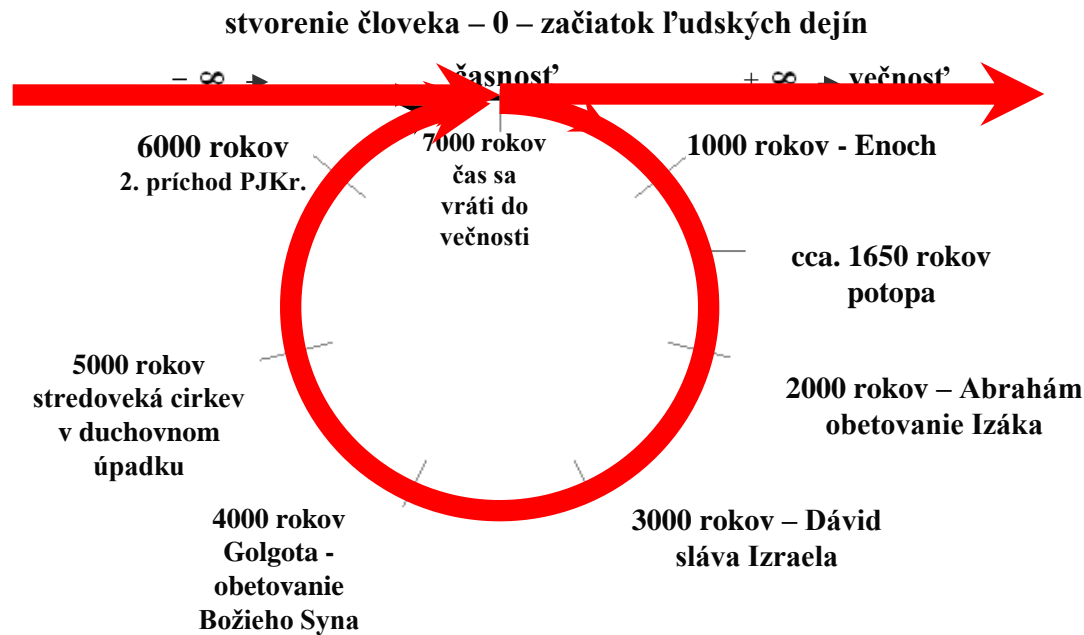 stvorenie človeka – 0 – začiatok ľudských dejín
– ∞
časnosť
+ ∞
večnosť
6000 rokov
2. príchod PJKr.
7000 rokov
čas sa
vráti do
večnosti
1000 rokov - Enoch
cca. 1650 rokov
potopa
5000 rokov
stredoveká cirkev
v duchovnom
úpadku
2000 rokov – Abrahám
obetovanie Izáka
4000 rokov
Golgota -
obetovanie
Božieho Syna
3000 rokov – Dávid
sláva Izraela